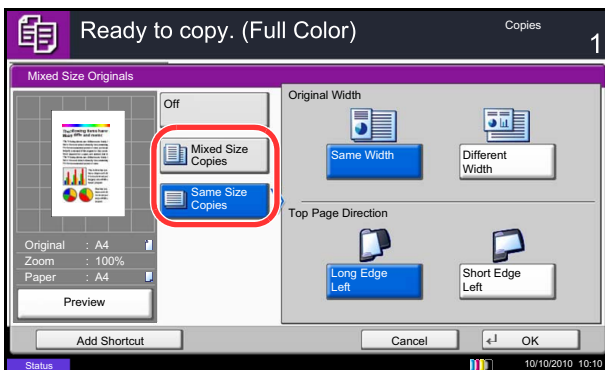 Ready to copy. (Full Color)
Copies
1
Mixed Size Originals
Off
Mixed Size
Copies
Same Size
Copies
Original Width
Same Width
Different
Width
Top Page Direction
Long Edge
Left
Short Edge
Left
Original : A4
Zoom : 100%
Paper : A4
Preview
Add Shortcut
Cancel
OK
Status
10/10/2010 10:10